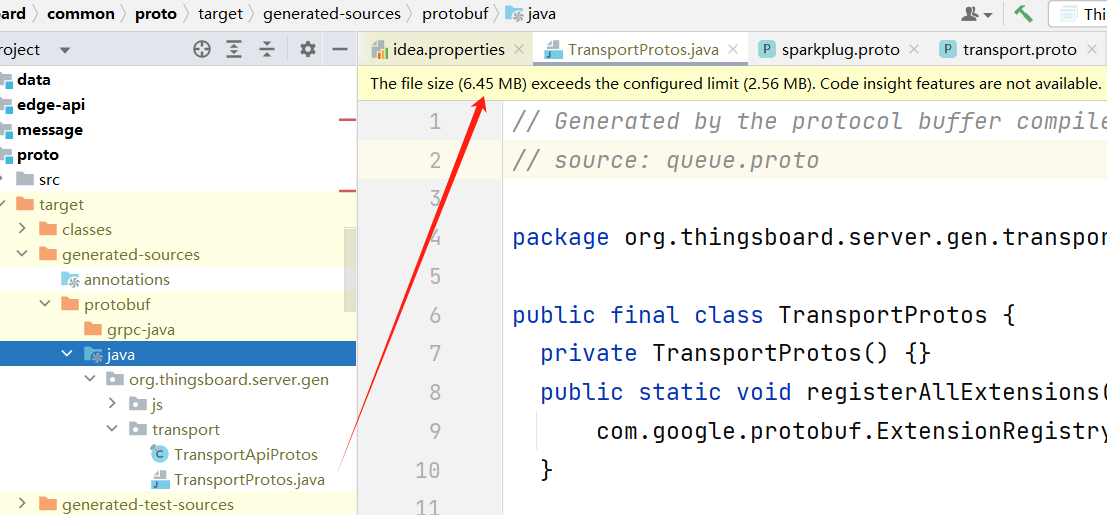 ard 〉 common 〉 proto 〉 target 〉 generated-sources 〉 protobuf 〉 java
Thi
roject
idea.properties
TransportProtos.java
sparkplug.proto
transport.proto
The file size (6.45 MB) exceeds the configured limit (2.56 MB). Code insight features are not available.
data
edge-api
message
proto
src
target
classes
generated-sources
annotations
protobuf
grpc-java
java
org.thingsboard.server.gen
js
transport
TransportApiProtos
TransportProtos.java
generated-test-sources
1 // Generated by the protocol buffer compile
2 // source: queue.proto
3
4 package org.thingsboard.server.gen.transpor
5
6 public final class TransportProtos {
7 private TransportProtos() {}
8 public static void registerAllExtensions(
9 com.google.protobuf.ExtensionRegistry
10 }
11